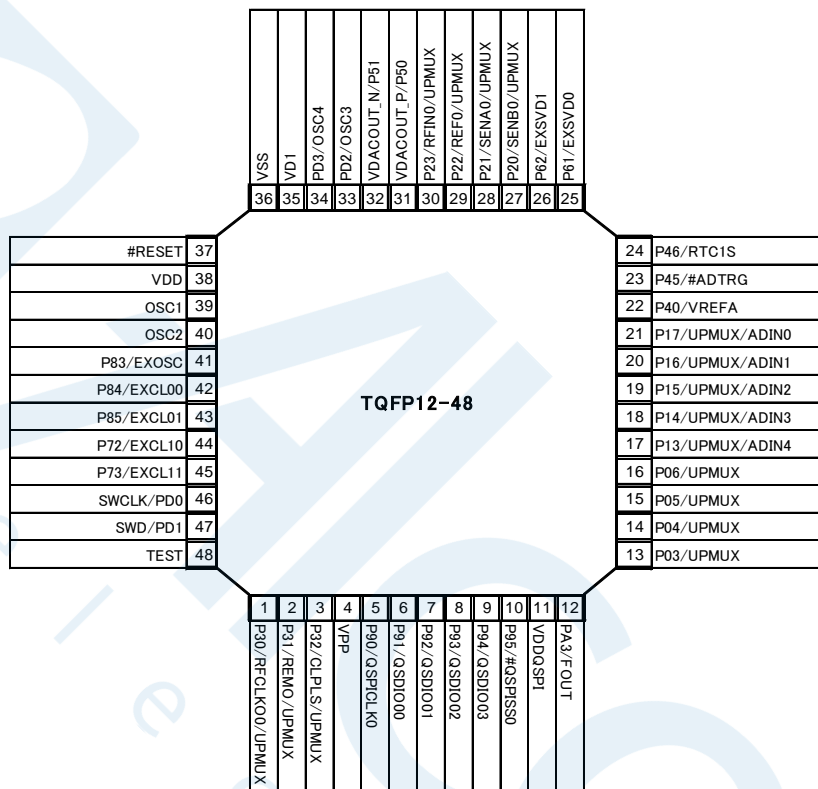 VSS
VD1
PD3/OSC4
PD2/OSC3
VDACOUT_N/P51
VDACOUT_P/P50
P23/RFIN0/UPMUX
P22/REF0/UPMUX
P21/SENA0/UPMUX
P20/SENB0/UPMUX
P62/EXSVD1
P61/EXSVD0
36 35 34 33 32 31 30 29 28 27 26 25
#RESET 37
VDD 38
OSC1 39
OSC2 40
P83/EXOSC 41
P84/EXCL00 42
P85/EXCL01 43
P72/EXCL10 44
P73/EXCL11 45
SWCLK/PD0 46
SWD/PD1 47
TEST 48
TQFP12-48
24 P46/RTC1S
23 P45/#ADTRG
22 P40/VREFA
21 P17/UPMUX/ADIN0
20 P16/UPMUX/ADIN1
19 P15/UPMUX/ADIN2
18 P14/UPMUX/ADIN3
17 P13/UPMUX/ADIN4
16 P06/UPMUX
15 P05/UPMUX
14 P04/UPMUX
13 P03/UPMUX
1 2 3 4 5 6 7 8 9 10 11 12
P30/RFCLKO0/UPMUX
P31/REMO/UPMUX
P32/CLPLS/UPMUX
VPP
P90/QSPICLK0
P91/QSDIO00
P92/QSDIO01
P93/QSDIO02
P94/QSDIO03
P95/#QSPISS0
VDDQSPI
PA3/FOUT